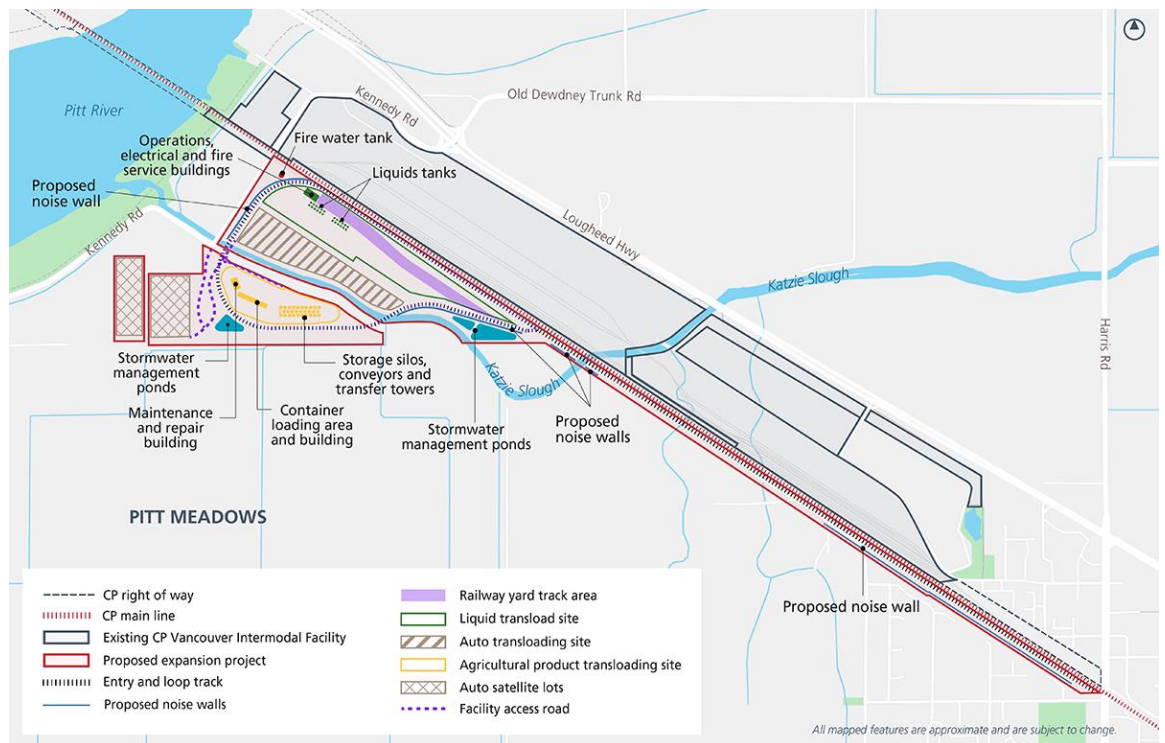 Pitt River
Kennedy Rd
Old Dewdney Trunk Rd
Operations,
electrical and fire
service buildings
Fire water tank
Liquids tanks
Proposed
noise wall
Kennedy Rd
Lougheed Hwy
Katzie Slough
Harris Rd
Stormwater
management
ponds
Maintenance
and repair
building
Container
loading area
and building
Storage silos,
conveyors and
transfer towers
Katzie Slough
Stormwater
management ponds
Proposed
noise walls
PITT MEADOWS
Proposed noise wall
CP right of way
CP main line
Existing CP Vancouver Intermodal Facility
Proposed expansion project
Entry and loop track
Proposed noise walls
Railway yard track area
Liquid transload site
Auto transloading site
Agricultural product transloading site
Auto satellite lots
Facility access road
All mapped features are approximate and are subject to change.